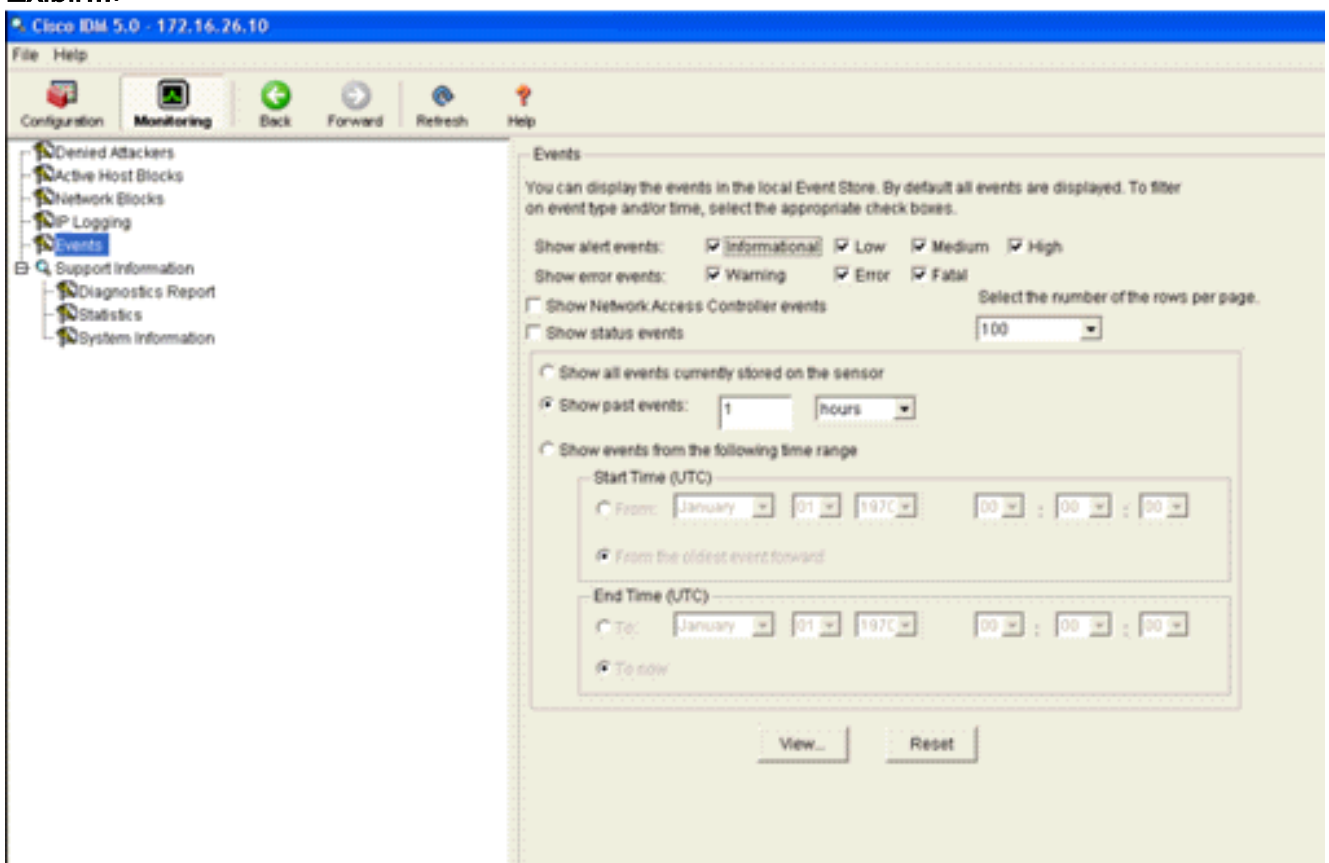 Cisco IDM 5.0 - 172.16.26.10
File Help
Configuration Monitoring Back Forward Refresh Help
Denied Attackers
Active Host Blocks
Network Blocks
IP Logging
Events
Support Information
Diagnostics Report
Statistics
System Information
Events
You can display the events in the local Event Store. By default all events are displayed. To filter
on event type and/or time, select the appropriate check boxes.
Show alert events: Informational Low Medium High
Show error events: Warning Error Fatal
Show Network Access Controller events
Show status events
Select the number of the rows per page.
100
Show all events currently stored on the sensor
Show past events: 1 hours
Show events from the following time range
Start Time (UTC)
From: January 01 197 00 : 00 : 00
From the oldest event forward
End Time (UTC)
To: January 01 197 00 : 00 : 00
To now
View... Reset